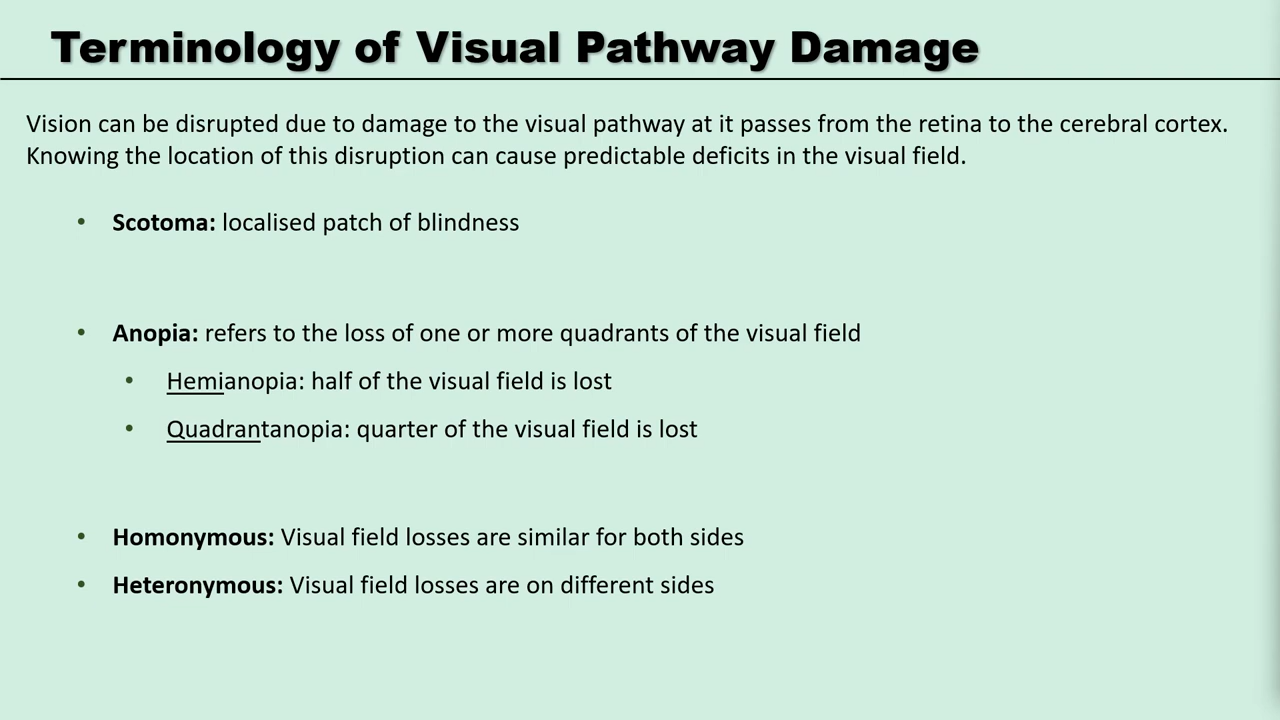 Terminology of Visual Pathway Damage
Vision can be disrupted due to damage to the visual pathway at it passes from the retina to the cerebral cortex.
Knowing the location of this disruption can cause predictable deficits in the visual field.
• Scotoma: localised patch of blindness
• Anopia: refers to the loss of one or more quadrants of the visual field
• Hemianopia: half of the visual field is lost
• Quadrantanopia: quarter of the visual field is lost
• Homonymous: Visual field losses are similar for both sides
• Heteronymous: Visual field losses are on different sides